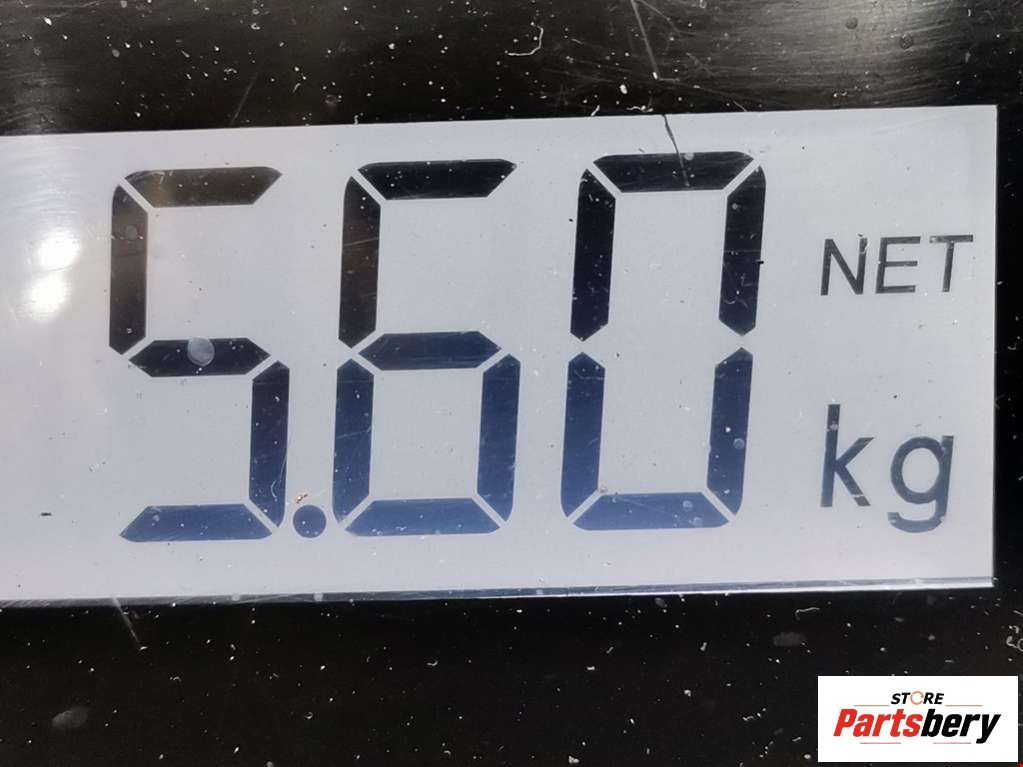 5.60 NET
kg
STORE
Partsbery